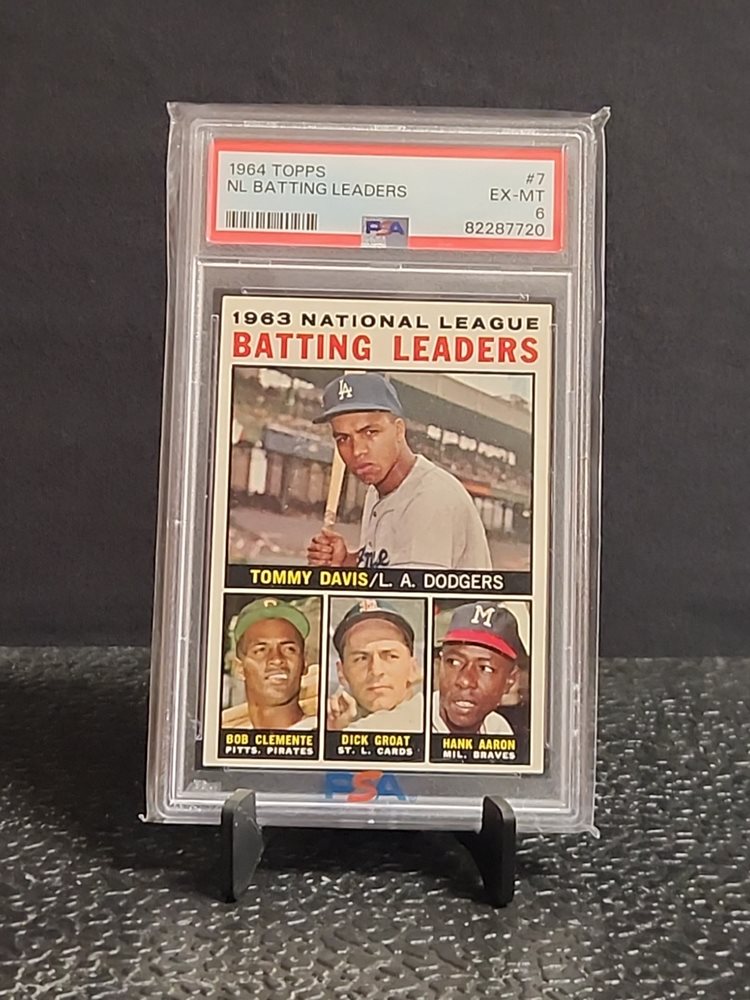 1964 TOPPS #7
NL BATTING LEADERS EX-MT
6
PSA 82287720
1963 NATIONAL LEAGUE
BATTING LEADERS
LA
TOMMY DAVIS/L. A. DODGERS
M
BOB CLEMENTE DICK GROAT HANK AARON
PITTS. PIRATES ST. L. CARDS MIL. BRAVES
PSA